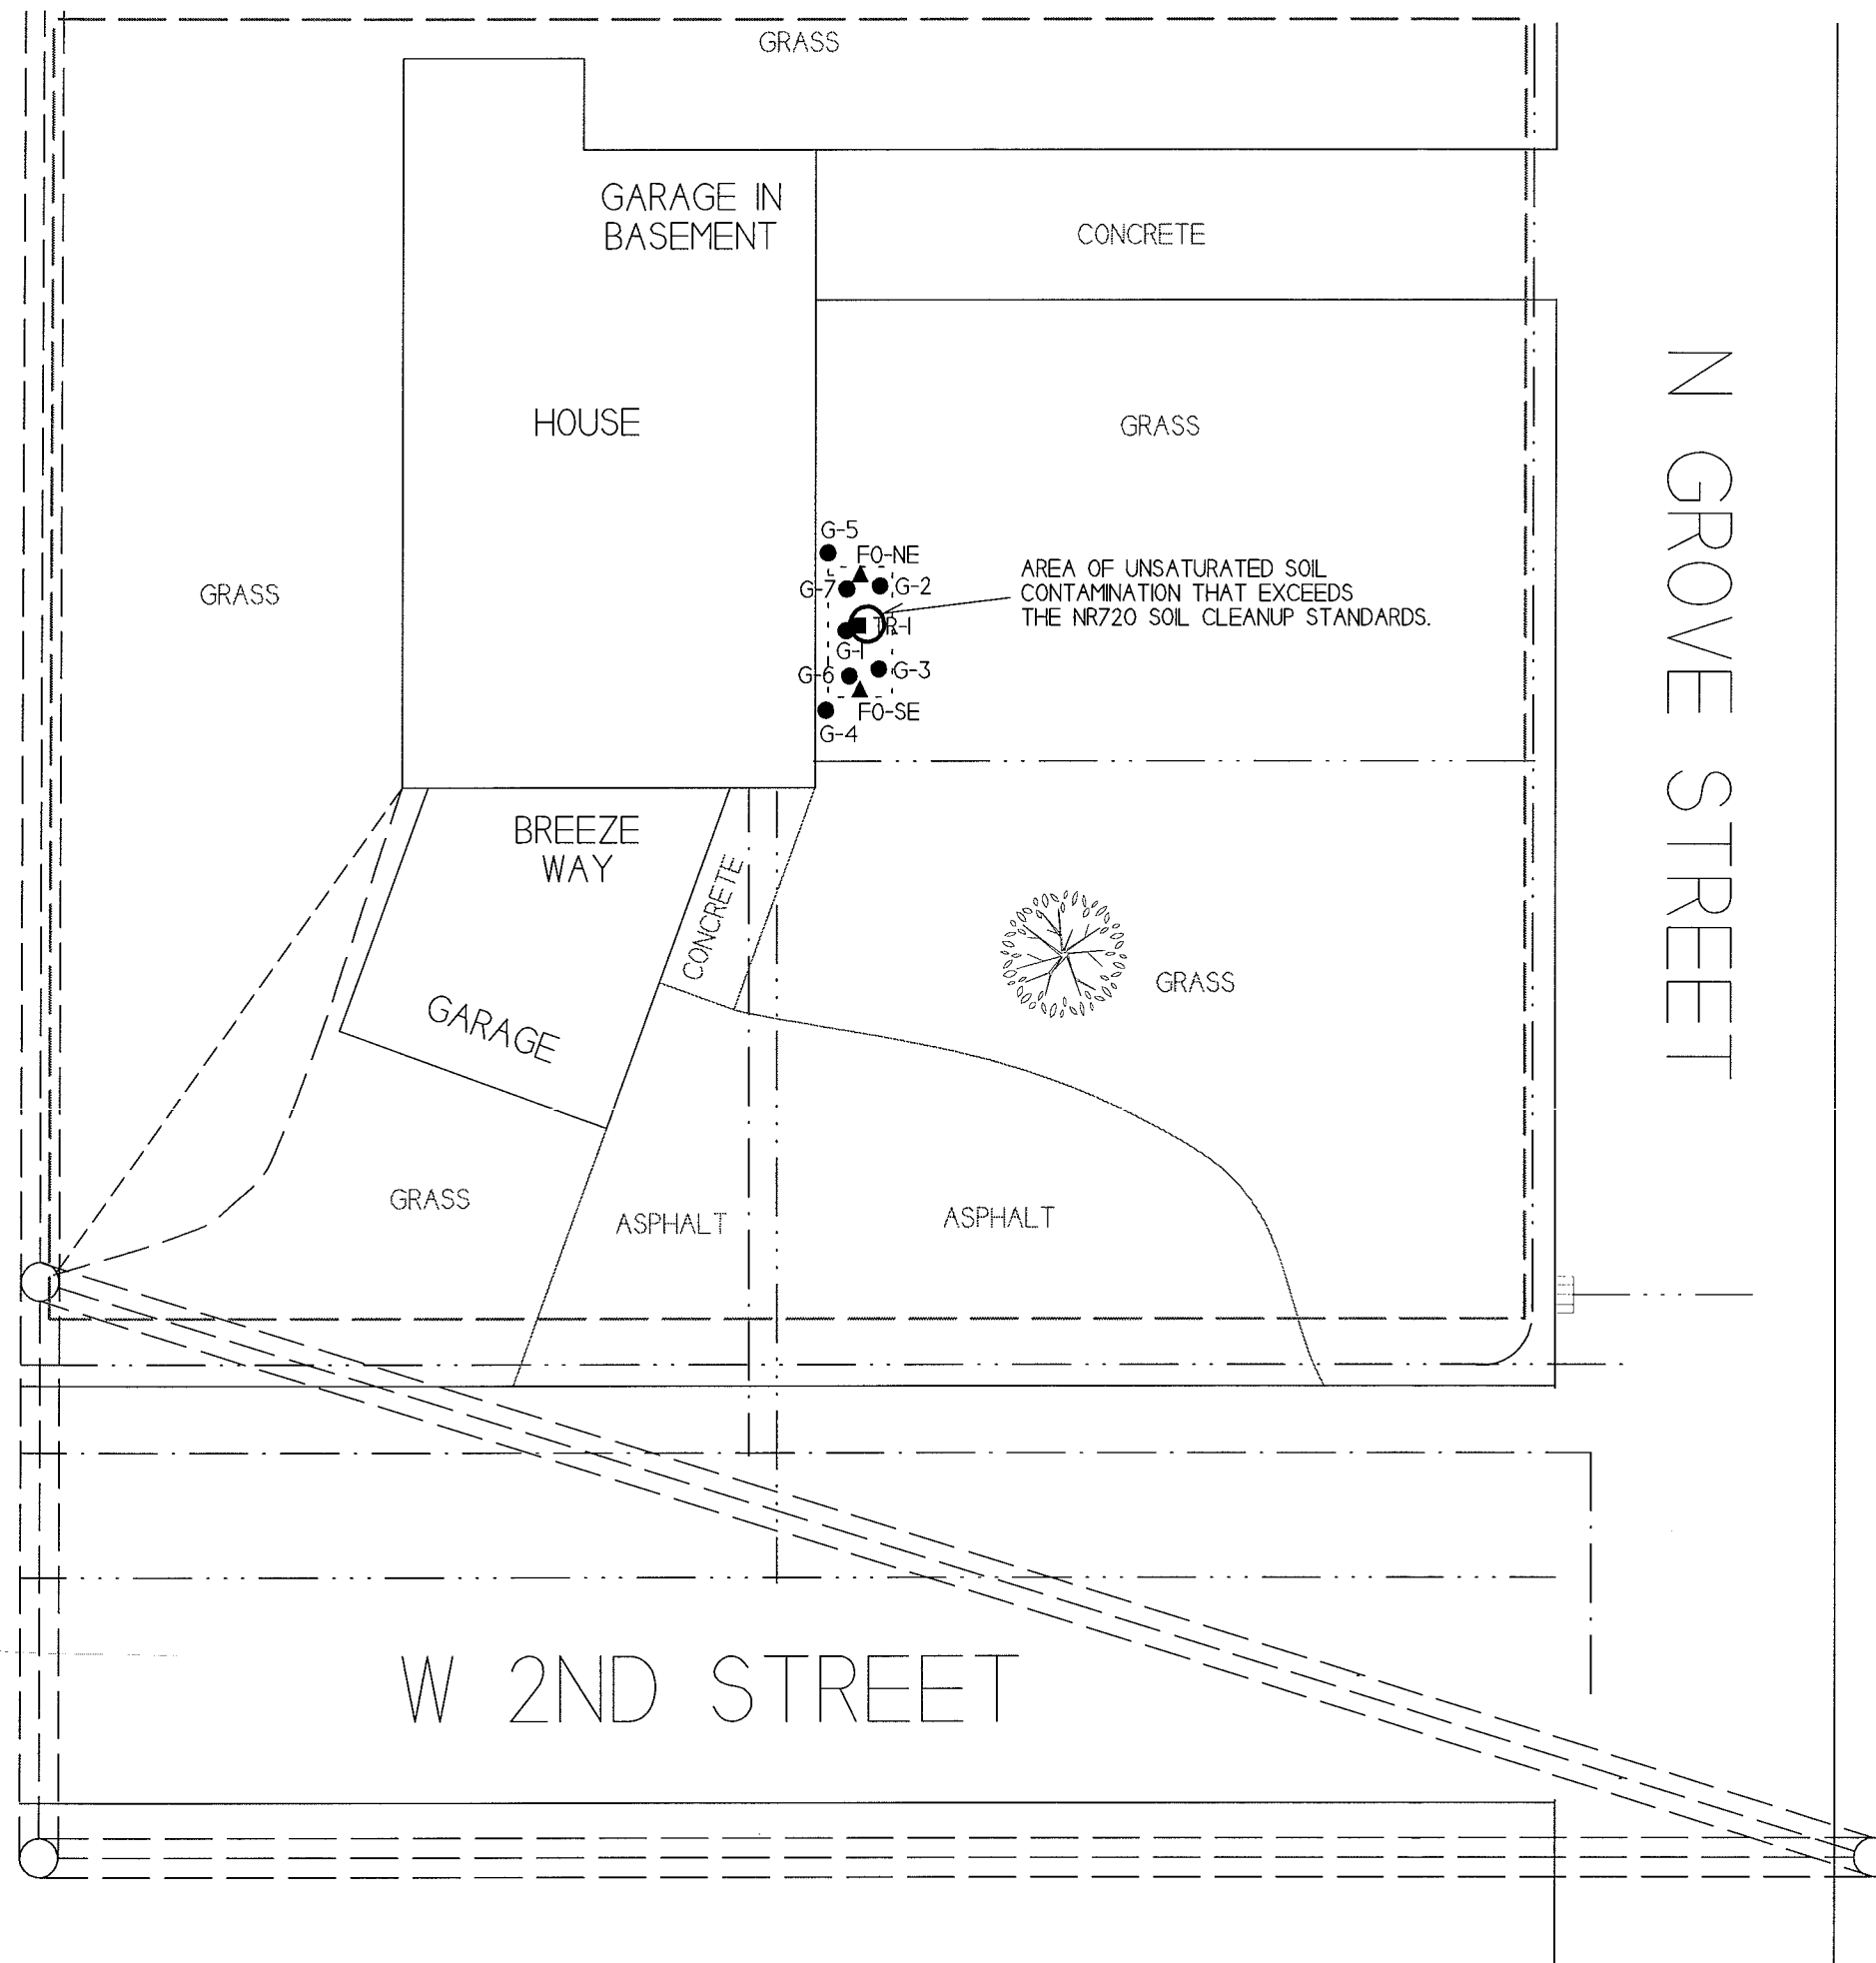 GRASS
GARAGE IN
BASEMENT
CONCRETE
HOUSE
GRASS
N GROVE STREET
G-5
FO-NE
G-7
G-2
AREA OF UNSATURATED SOIL
CONTAMINATION THAT EXCEEDS
THE NR720 SOIL CLEANUP STANDARDS.
GRASS
TR-1
G-1
G-6
G-3
FO-SE
G-4
BREEZE
WAY
CONCRETE
GRASS
GARAGE
GRASS
ASPHALT
ASPHALT
W 2ND STREET